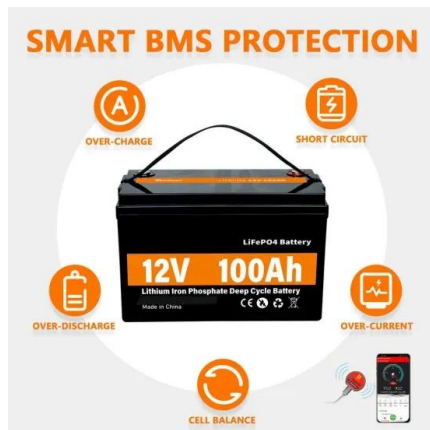 SMART BMS PROTECTION
A
OVER-CHARGE
SHORT CIRCUIT
LiFePO4 Battery
12V 100Ah
Lithium Iron Phosphate Deep Cycle Battery
Made in China
CE
OVER-DISCHARGE
OVER-CURRENT
CELL BALANCE